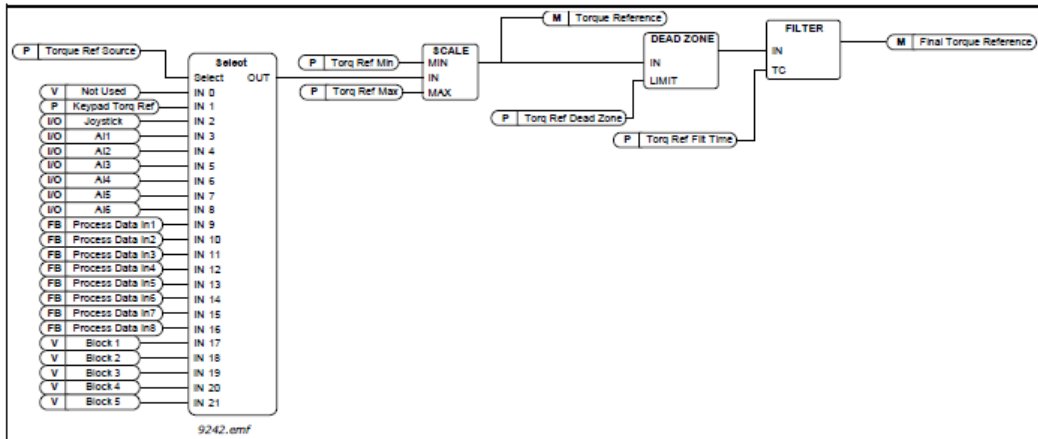 M Torque Reference
P Torque Ref Source
Select
Select OUT
V Not Used IN 0
P Keypad Torq Ref IN 1
I/O Joystick IN 2
I/O AI1 IN 3
I/O AI2 IN 4
I/O AI3 IN 5
I/O AI4 IN 6
I/O AI5 IN 7
I/O AI6 IN 8
FB Process Data In1 IN 9
FB Process Data In2 IN 10
FB Process Data In3 IN 11
FB Process Data In4 IN 12
FB Process Data In5 IN 13
FB Process Data In6 IN 14
FB Process Data In7 IN 15
FB Process Data In8 IN 16
V Block 1 IN 17
V Block 2 IN 18
V Block 3 IN 19
V Block 4 IN 20
V Block 5 IN 21
9242.emf
SCALE
P Torq Ref Min MIN
IN
P Torq Ref Max MAX
DEAD ZONE
IN
LIMIT
P Torq Ref Dead Zone
FILTER
IN
TC
P Torq Ref Filt Time
M Final Torque Reference